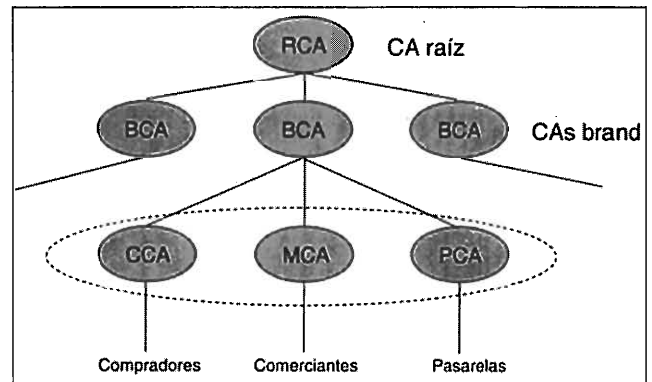 RCA CA raíz
BCA BCA BCA CAs brand
CCA MCA PCA
Compradores Comerciantes Pasarelas